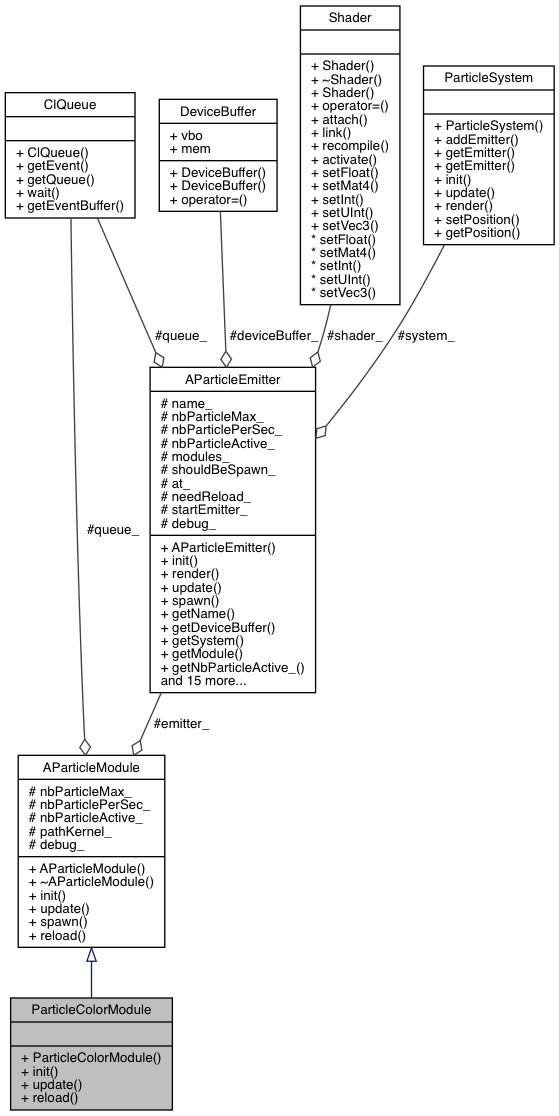 Shader
+ Shader()
+ ~Shader()
+ Shader()
+ operator=()
+ attach()
+ link()
+ recompile()
+ activate()
+ setFloat()
+ setMat4()
+ setInt()
+ setUInt()
+ setVec3()
* setFloat()
* setMat4()
* setInt()
* setUInt()
* setVec3()
ParticleSystem
+ ParticleSystem()
+ addEmitter()
+ getEmitter()
+ getEmitter()
+ init()
+ update()
+ render()
+ setPosition()
+ getPosition()
ClQueue
+ ClQueue()
+ getEvent()
+ getQueue()
+ wait()
+ getEventBuffer()
DeviceBuffer
+ vbo
+ mem
+ DeviceBuffer()
+ DeviceBuffer()
+ operator=()
#queue_
#deviceBuffer_
#shader_
#system_
AParticleEmitter
# name_
# nbParticleMax_
# nbParticlePerSec_
# nbParticleActive_
# modules_
# shouldBeSpawn_
# at_
# needReload_
# startEmitter_
# debug_
+ AParticleEmitter()
+ init()
+ render()
+ update()
+ spawn()
+ getName()
+ getDeviceBuffer()
+ getSystem()
+ getModule()
+ getNbParticleActive_()
and 15 more...
#queue_
#emitter_
AParticleModule
# nbParticleMax_
# nbParticlePerSec_
# nbParticleActive_
# pathKernel_
# debug_
+ AParticleModule()
+ ~AParticleModule()
+ init()
+ update()
+ spawn()
+ reload()
ParticleColorModule
+ ParticleColorModule()
+ init()
+ update()
+ reload()